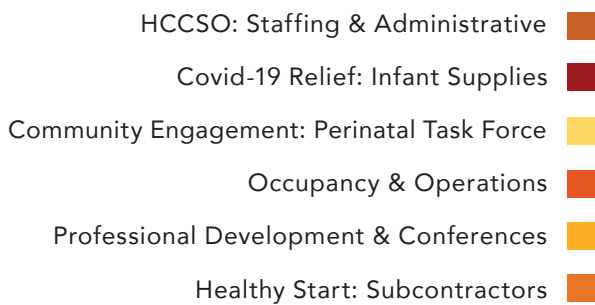 HCCSO: Staffing & Administrative
Covid-19 Relief: Infant Supplies
Community Engagement: Perinatal Task Force
Occupancy & Operations
Professional Development & Conferences
Healthy Start: Subcontractors